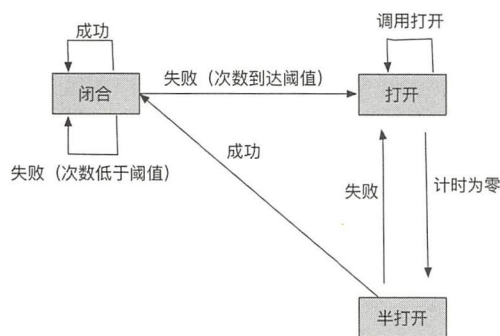 成功
调用打开
闭合
失败（次数到达阈值）
打开
失败（次数低于阈值）
成功
失败
计时为零
半打开